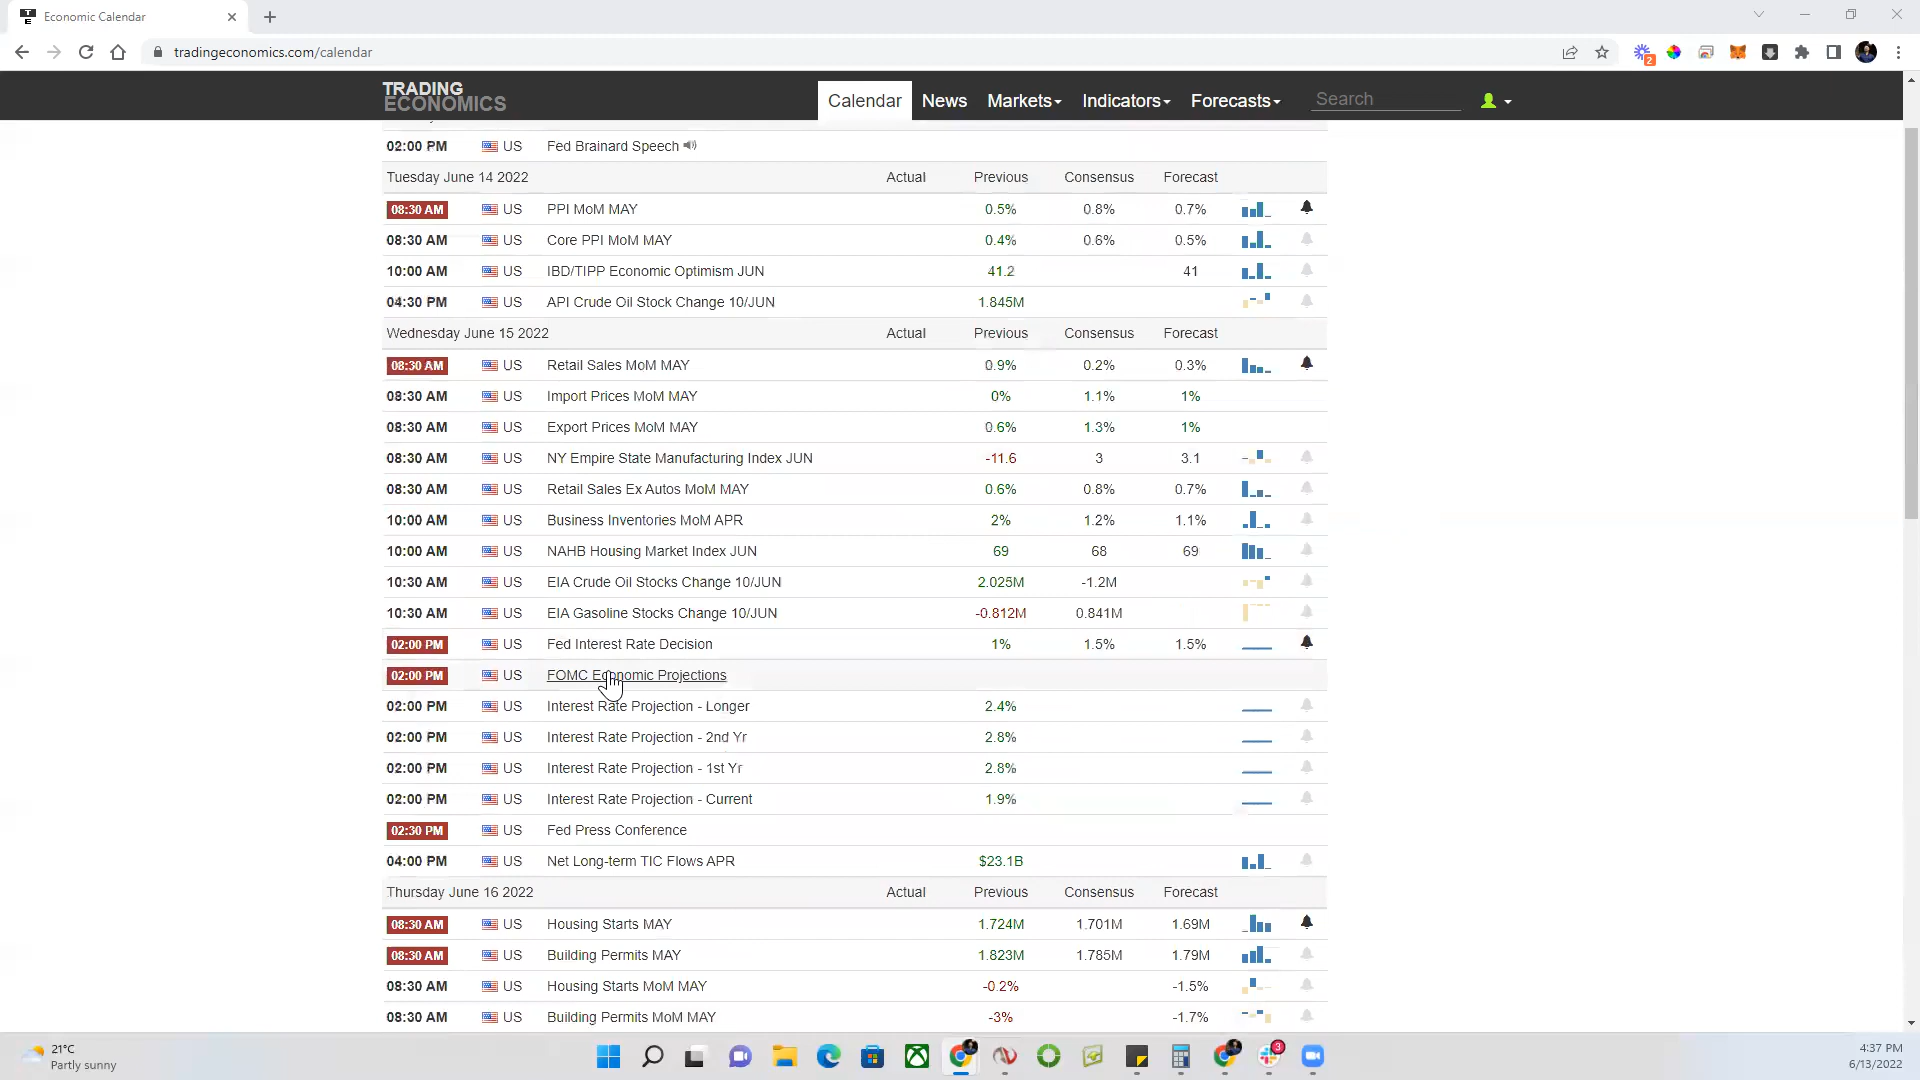 Economic Calendar
tradingeconomics.com/calendar
2
TRADING
ECONOMICS
Calendar News Markets Indicators Forecasts Search
02:00 PM US Fed Brainard Speech
Tuesday June 14 2022 Actual Previous Consensus Forecast
08:30 AM US PPI MoM MAY 0.5% 0.8% 0.7%
08:30 AM US Core PPI MoM MAY 0.4% 0.6% 0.5%
10:00 AM US IBD/TIPP Economic Optimism JUN 41.2 41
04:30 PM US API Crude Oil Stock Change 10/JUN 1.845M
Wednesday June 15 2022 Actual Previous Consensus Forecast
08:30 AM US Retail Sales MoM MAY 0.9% 0.2% 0.3%
08:30 AM US Import Prices MoM MAY 0% 1.1% 1%
08:30 AM US Export Prices MoM MAY 0.6% 1.3% 1%
08:30 AM US NY Empire State Manufacturing Index JUN -11.6 3 3.1
08:30 AM US Retail Sales Ex Autos MoM MAY 0.6% 0.8% 0.7%
10:00 AM US Business Inventories MoM APR 2% 1.2% 1.1%
10:00 AM US NAHB Housing Market Index JUN 69 68 69
10:30 AM US EIA Crude Oil Stocks Change 10/JUN 2.025M -1.2M
10:30 AM US EIA Gasoline Stocks Change 10/JUN -0.812M 0.841M
02:00 PM US Fed Interest Rate Decision 1% 1.5% 1.5%
02:00 PM US FOMC Economic Projections
02:00 PM US Interest Rate Projection - Longer 2.4%
02:00 PM US Interest Rate Projection - 2nd Yr 2.8%
02:00 PM US Interest Rate Projection - 1st Yr 2.8%
02:00 PM US Interest Rate Projection - Current 1.9%
02:30 PM US Fed Press Conference
04:00 PM US Net Long-term TIC Flows APR $23.1B
Thursday June 16 2022 Actual Previous Consensus Forecast
08:30 AM US Housing Starts MAY 1.724M 1.701M 1.69M
08:30 AM US Building Permits MAY 1.823M 1.785M 1.79M
08:30 AM US Housing Starts MoM MAY -0.2% -1.5%
08:30 AM US Building Permits MoM MAY -3% -1.7%
21°C
Partly sunny
3
4:37 PM
6/13/2022